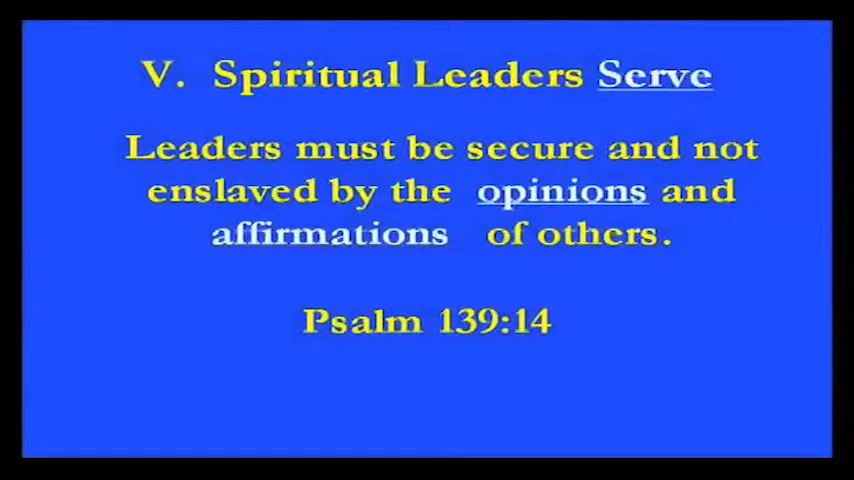 V. Spiritual Leaders Serve
Leaders must be secure and not
enslaved by the opinions and
affirmations of others.
Psalm 139:14